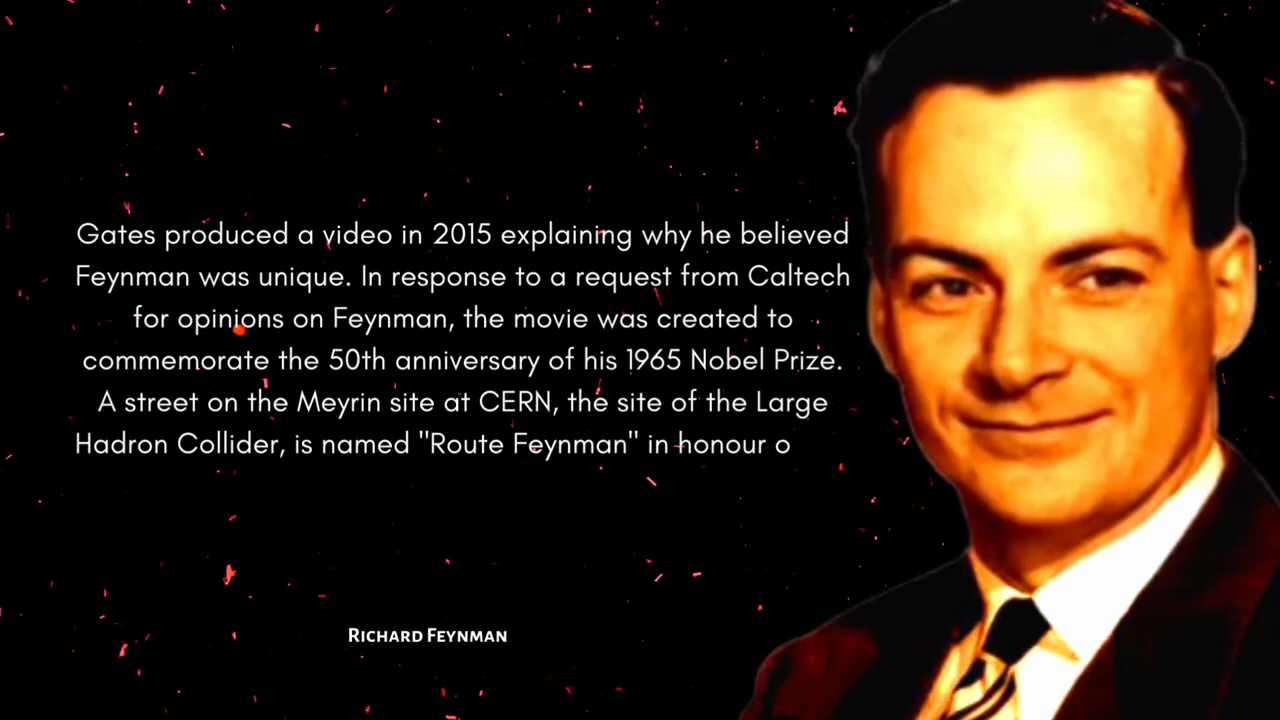 Gates produced a video in 2015 explaining why he believed
Feynman was unique. In response to a request from Caltech
for opinions on Feynman, the movie was created to
commemorate the 50th anniversary of his 1965 Nobel Prize.
A street on the Meyrin site at CERN, the site of the Large
Hadron Collider, is named "Route Feynman" in honour o
Richard Feynman